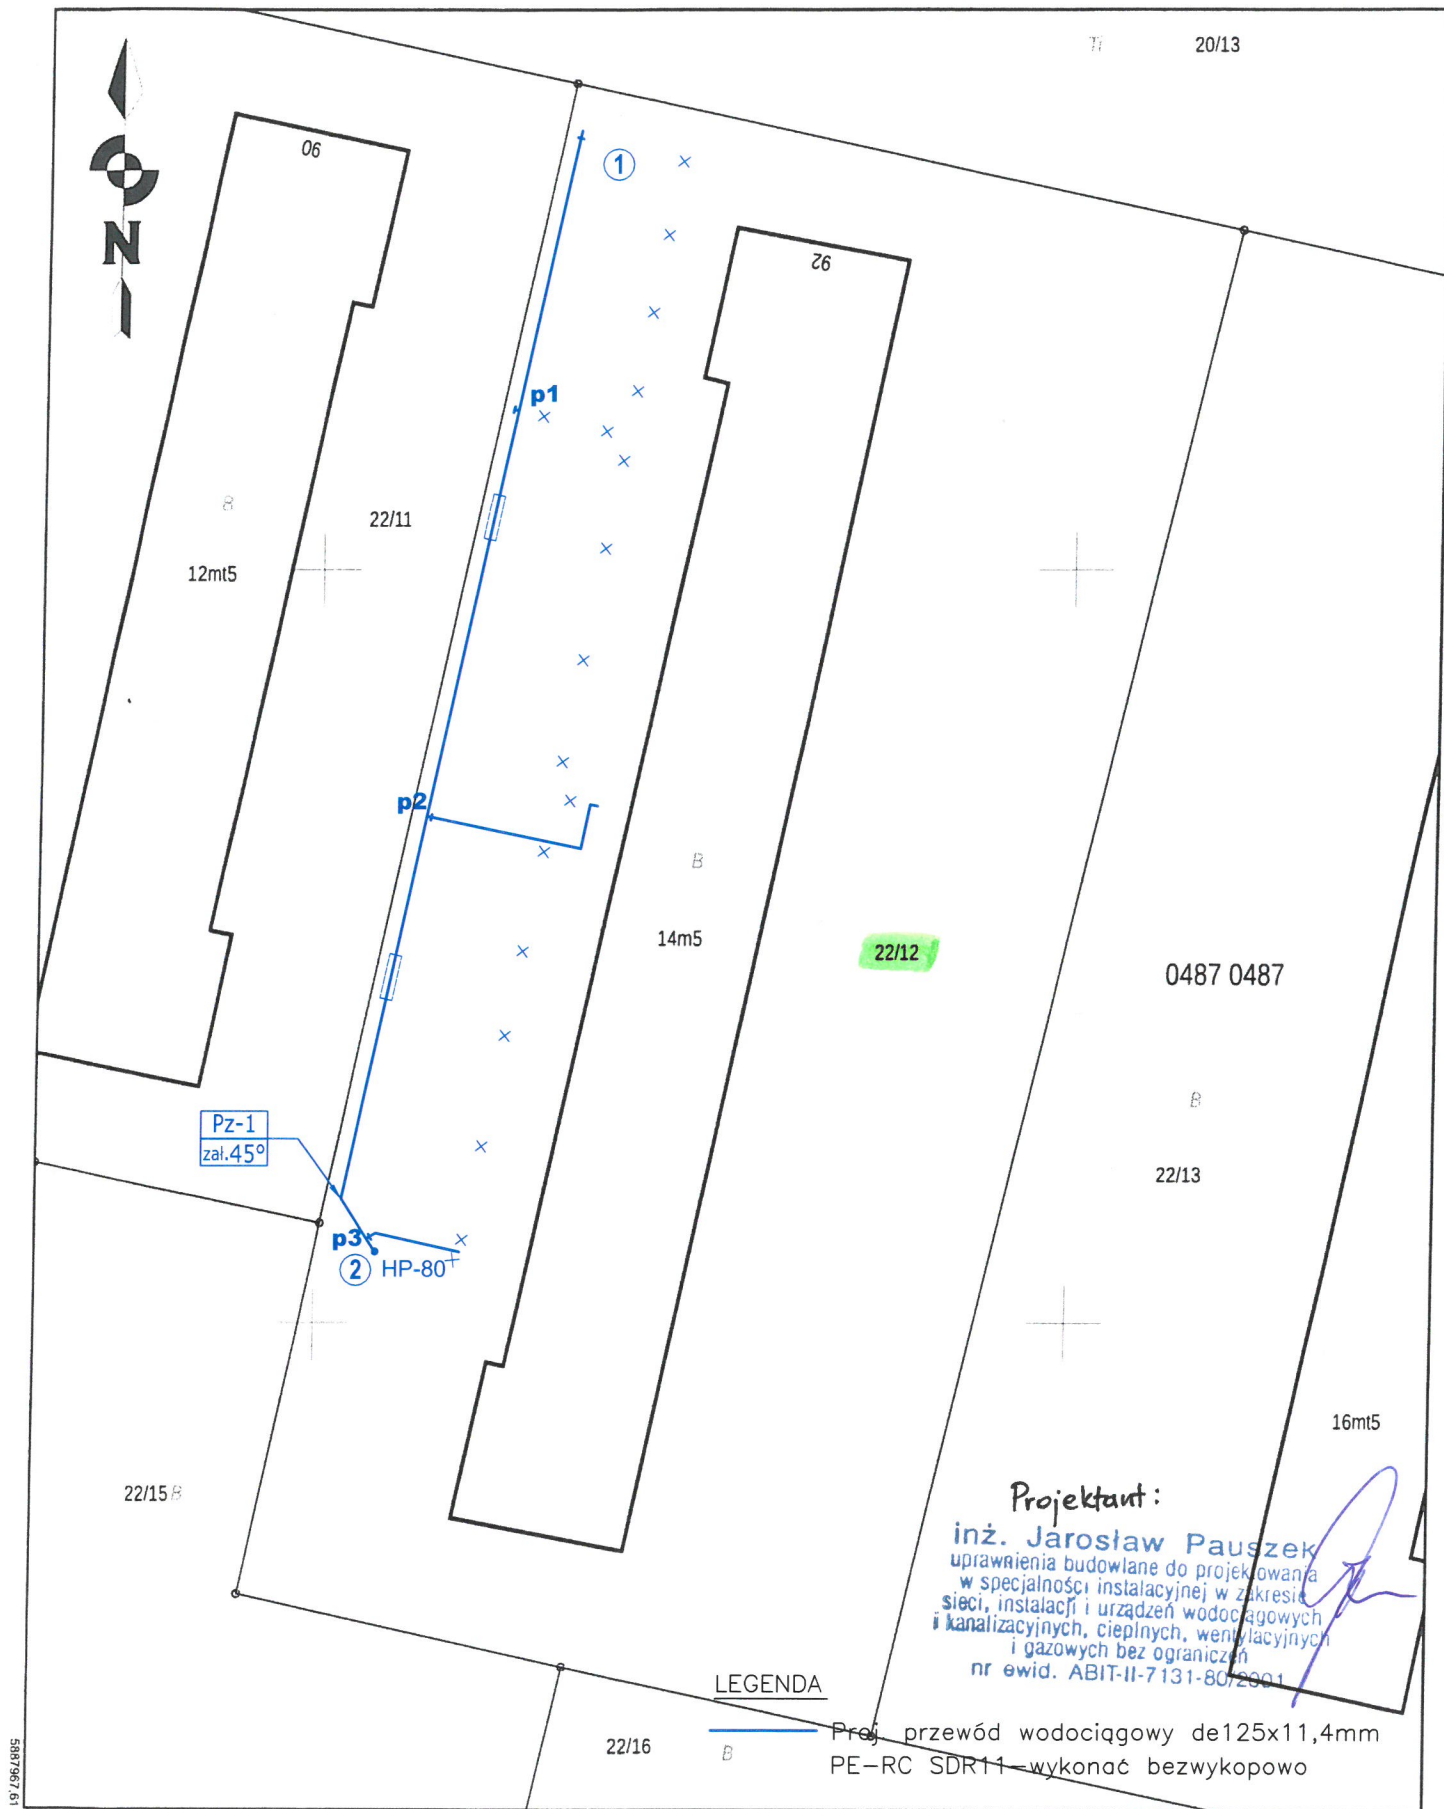 Ti 20/13
N
90
1
92
p1
B
22/11
12mt5
p2
B
14m5
22/12
0487 0487
Pz-1
zał.45°
B
22/13
p3
2 HP-80
16mt5
22/15 B
Projektant:
inż. Jarosław Pauszek
uprawnienia budowlane do projektowania
w specjalności instalacyjnej w zakresie
sieci, instalacji i urządzeń wodociągowych
i kanalizacyjnych, cieplnych, wentylacyjnych
i gazowych bez ograniczeń
nr ewid. ABIT-II-7131-80/2001
LEGENDA
Proj. przewód wodociągowy de125x11,4mm
PE-RC SDR11-wykonać bezwykopowo
22/16 B
5887967.61